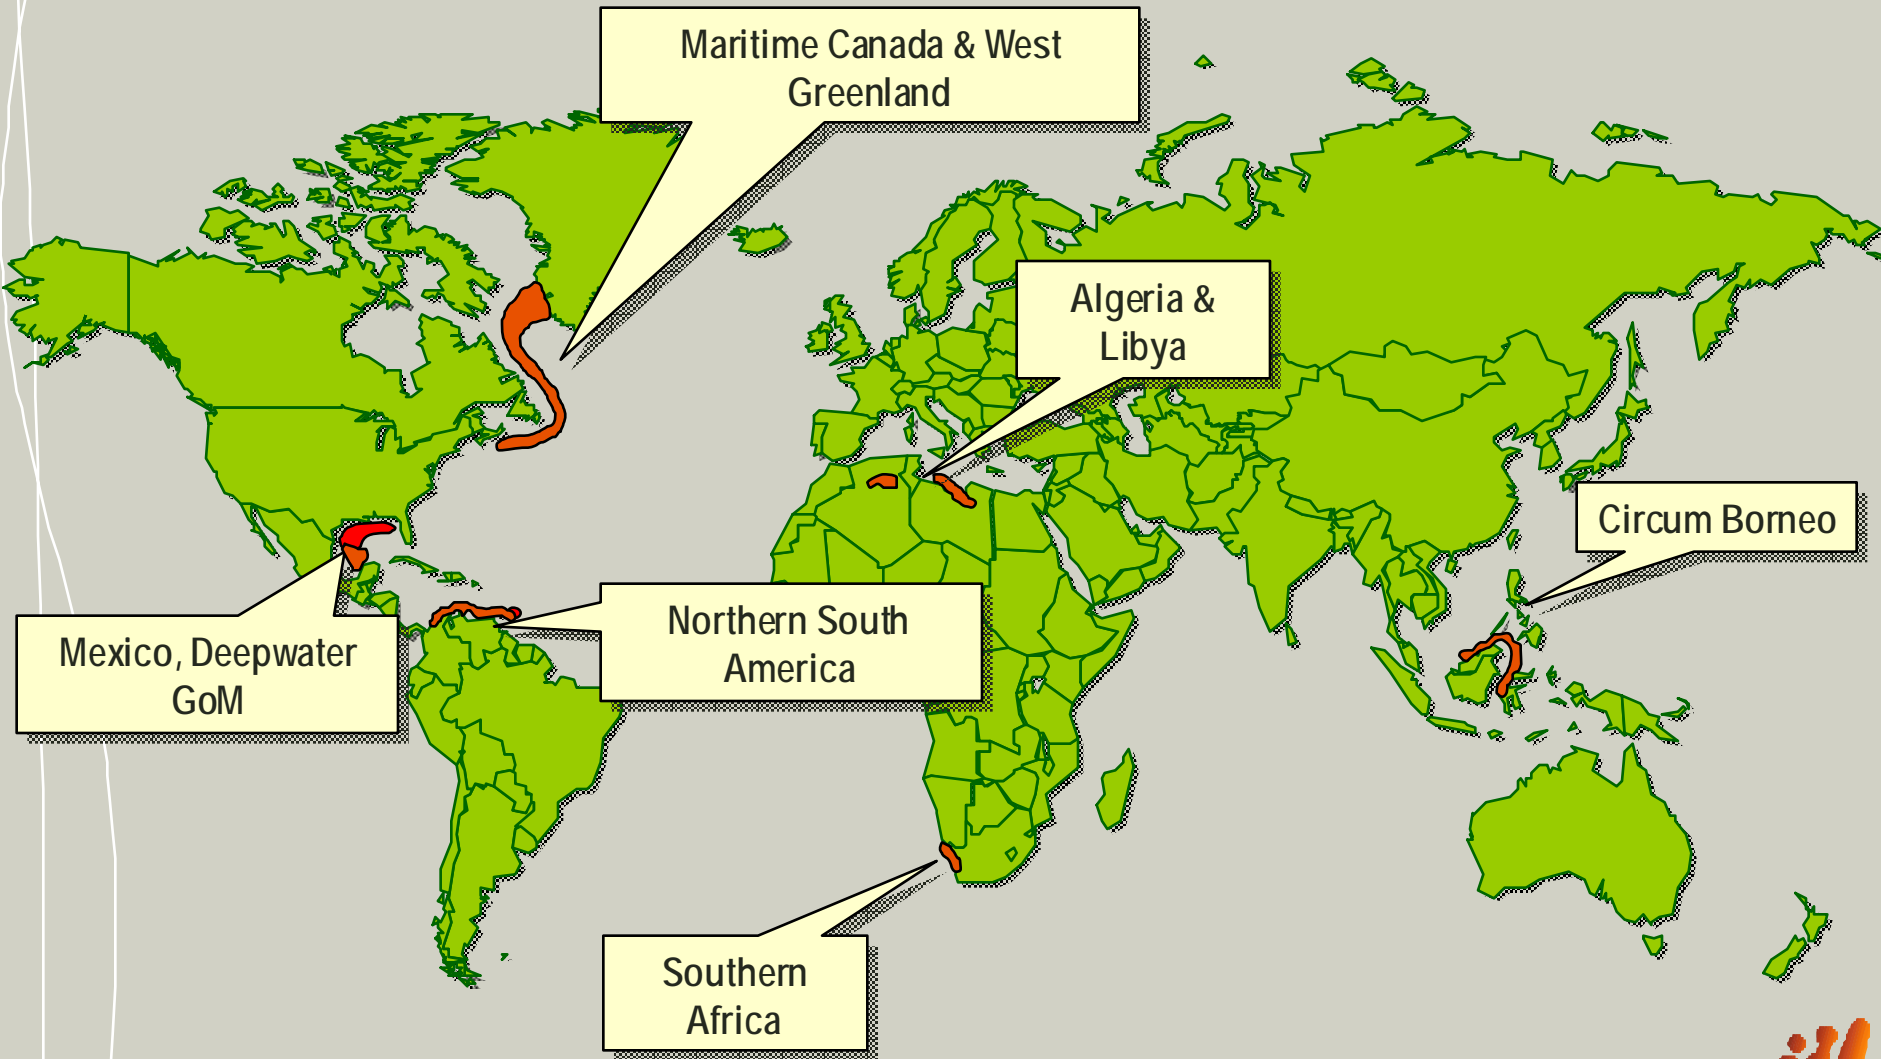 Maritime Canada & West
Greenland
Algeria &
Libya
Circum Borneo
Northern South
America
Mexico, Deepwater
GoM
Southern
Africa